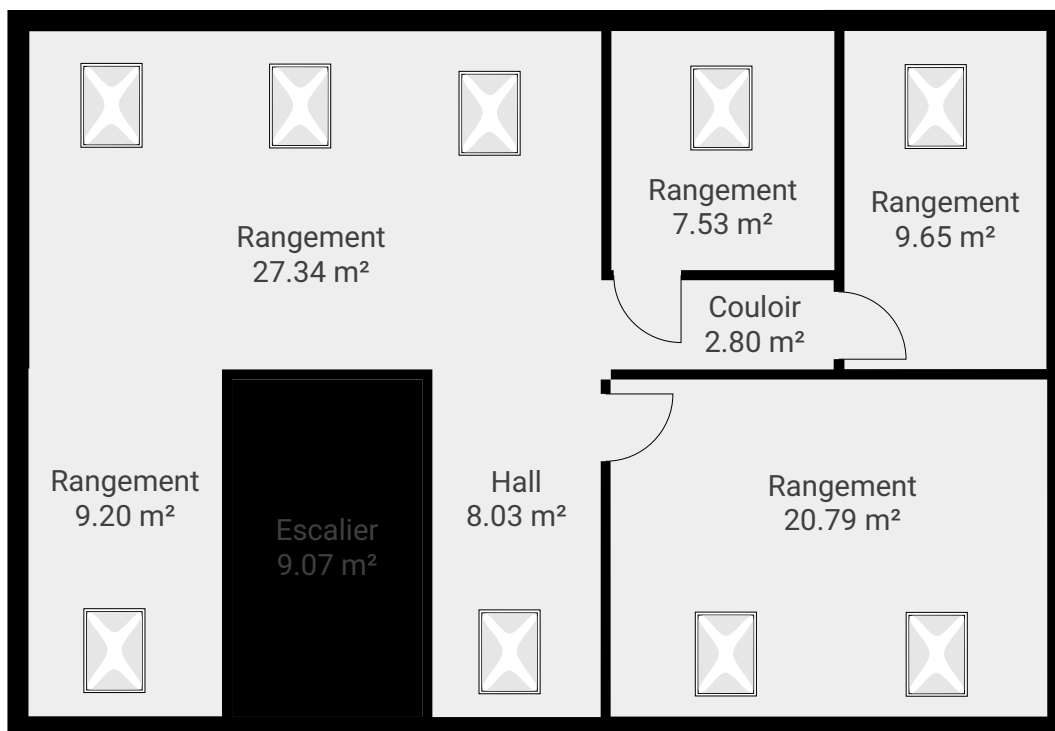 Rangement
27.34 m²
Rangement
7.53 m²
Rangement
9.65 m²
Couloir
2.80 m²
Rangement
9.20 m²
Escalier
9.07 m²
Hall
8.03 m²
Rangement
20.79 m²